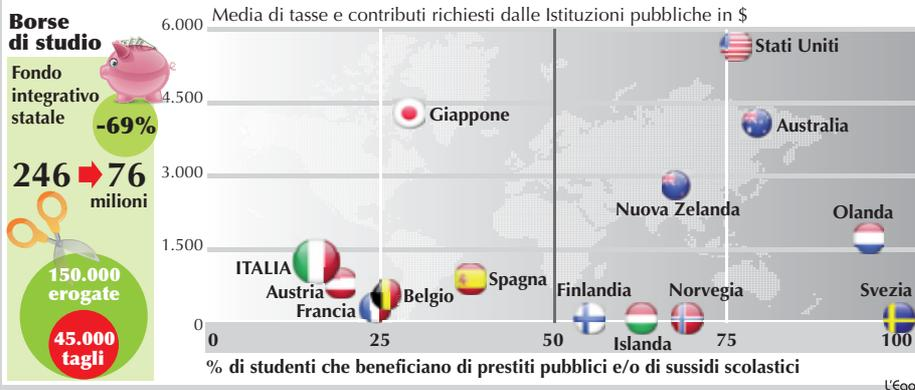 Borse
di studio
Fondo
integrativo
statale
-69%
246 76
milioni
150.000
erogate
45.000
tagli
Media di tasse e contributi richiesti dalle Istituzioni pubbliche in $
6.000
4.500
3.000
1.500
0
Stati Uniti
Giappone
Australia
Nuova Zelanda
Olanda
ITALIA
Austria
Francia
Belgio
Spagna
Finlandia
Islanda
Norvegia
Svezia
0 25 50 75 100
% di studenti che beneficiano di prestiti pubblici e/o di sussidi scolastici